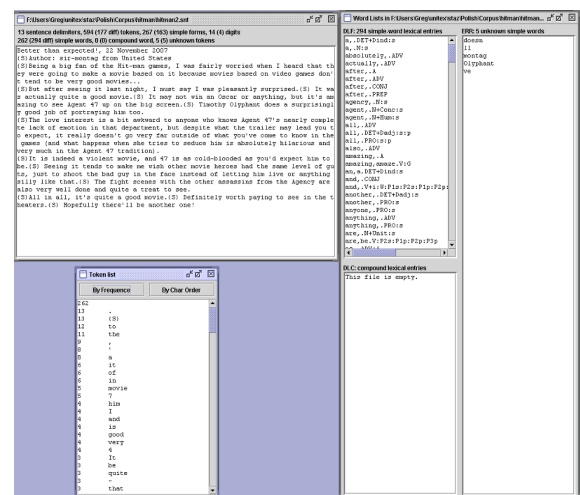 F:\Users\Greg\unitex\staz\Polish\Corpus\hitman\hitman2.snt
13 sentence delimiters, 594 (177 diff) tokens, 267 (163) simple forms, 14 (4) digits
262 (294 diff) simple words, 0 (0) compound word, 5 (5) unknown tokens
Better than expected!, 22 November 2007
(S)Author: sir-montag from United States
(S)Being a big fan of the Hit-man games, I was fairly worried when I heard that th
ey were going to make a movie based on it because movies based on video games don'
t tend to be very good movies...
(S)But after seeing it last night, I must say I was pleasantly surprised.(S) It wa
s actually quite a good movie.(S) It may not win an Oscar or anything, but it's am
azing to see Agent 47 up on the big screen.(S) Timothy Olyphant does a surprisingl
y good job of portraying him too.
(S)The love interest is a bit awkward to anyone who knows Agent 47's nearly comple
te lack of emotion in that department, but despite what the trailer may lead you t
o expect, it really doesn't go very far outside of what you've come to know in the
games (and what happens when she tries to seduce him is absolutely hilarious and
very much in the Agent 47 tradition).
(S)It is indeed a violent movie, and 47 is as cold-blooded as you'd expect him to
be.(S) Seeing it tends to make me wish other movie heroes had the same level of gu
ts, just to shoot the bad guy in the face instead of letting him live or anything
silly like that.(S) The fight scenes with the other assassins from the Agency are
also very well done and quite a treat to see.
(S)All in all, it's quite a good movie.(S) Definitely worth paying to see in the t
heaters.(S) Hopefully there'll be another one!
Token list
By Frequence
By Char Order
262
13 .
13 (S)
12 to
11 the
9 ,
8 '
8 a
6 it
6 of
6 in
5 movie
5 7
4 him
4 I
4 and
4 is
4 good
4 very
4 4
3 It
3 be
3 quite
3 -
3 that
Word Lists in F:\Users\Greg\unitex\staz\Polish\Corpus\hitman\hitman...
DLF: 294 simple-word lexical entries
a,.DET+Dind:s
a,.N:s
absolutely,.ADV
actually,.ADV
after,.A
after,.ADV
after,.CONJ
after,.PREP
agency,.N:s
agent,.N+Conc:s
agent,.N+Hum:s
all,.ADV
all,.DET+Dadj:s:p
all,.PRO:s:p
also,.ADV
amazing,.A
amazing,amaze.V:G
an,a.DET+Dind:s
and,.CONJ
and,.V+i:W:P1s:P2s:P1p:P2p:
another,.DET+Dadj:s
another,.PRO:s
anyone,.PRO:s
anything,.ADV
anything,.PRO:s
are,.N+Unit:s
are,be.V:P2s:P1p:P2p:P3p
DLC: compound lexical entries
This file is empty.
ERR: 5 unknown simple words
doesn
ll
montag
Olyphant
ve